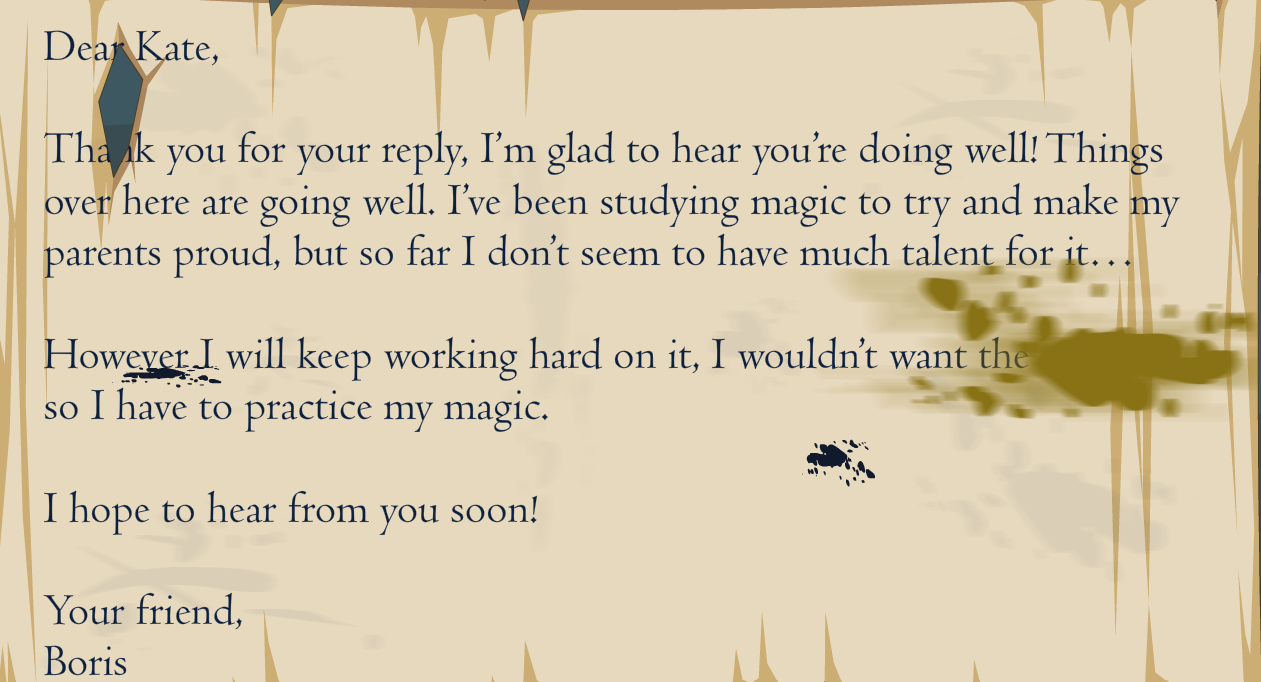 Dear Kate,
Thank you for your reply, I’m glad to hear you’re doing well! Things
over here are going well. I’ve been studying magic to try and make my
parents proud, but so far I don’t seem to have much talent for it…
However I will keep working hard on it, I wouldn’t want the
so I have to practice my magic.
I hope to hear from you soon!
Your friend,
Boris